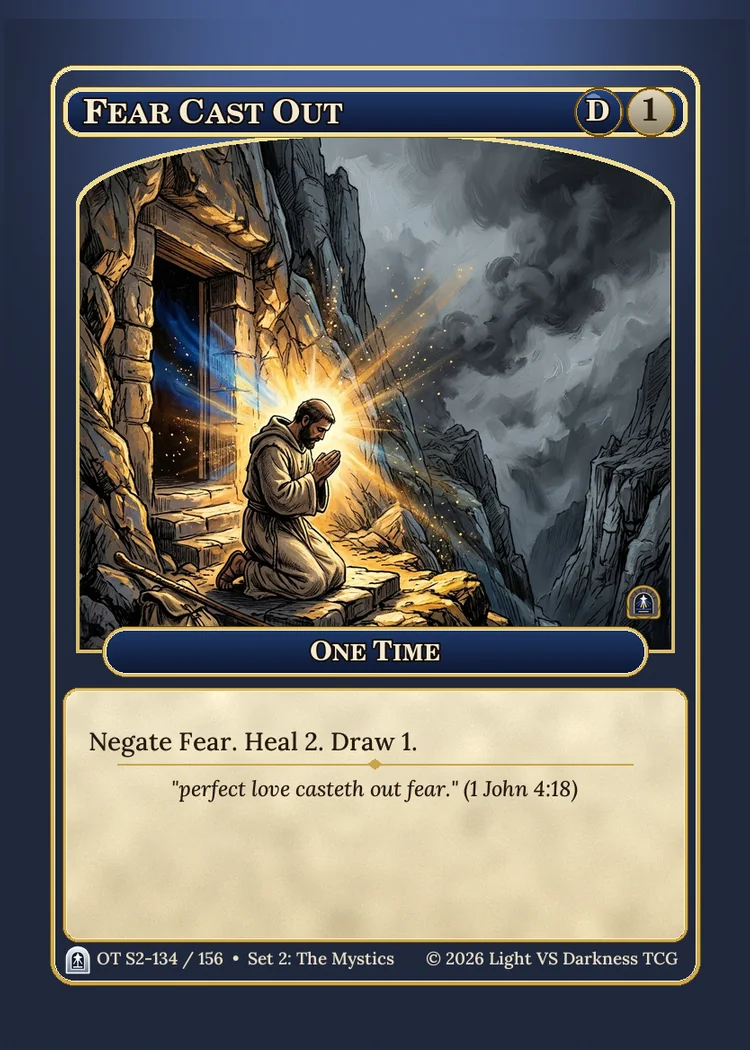 FEAR CAST OUT D 1
ONE TIME
Negate Fear. Heal 2. Draw 1.
"perfect love casteth out fear." (1 John 4:18)
OT S2-134 / 156 • Set 2: The Mystics © 2026 Light VS Darkness TCG